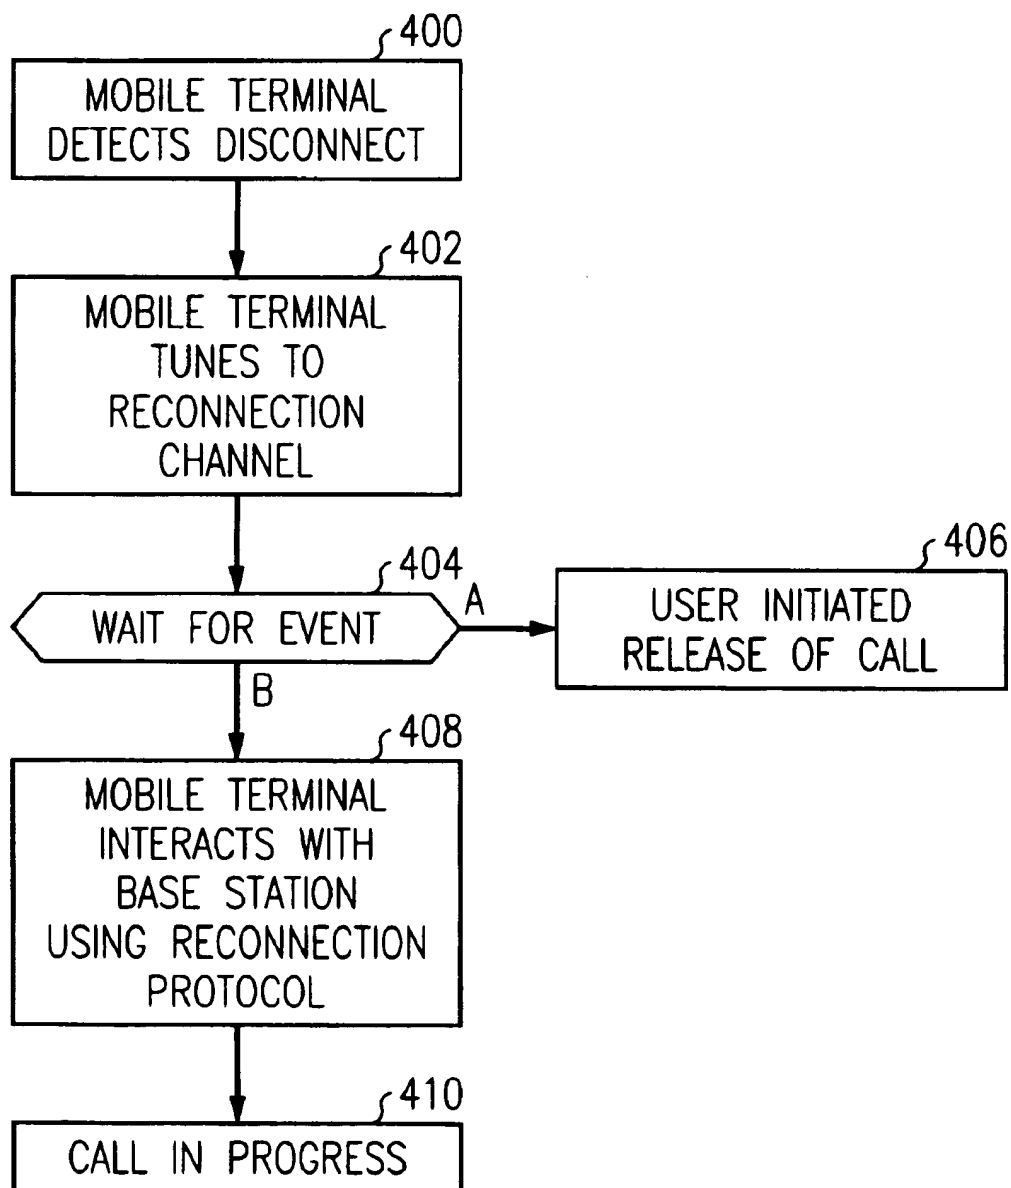 400
MOBILE TERMINAL
DETECTS DISCONNECT
402
MOBILE TERMINAL
TUNES TO
RECONNECTION
CHANNEL
404
WAIT FOR EVENT
A
406
USER INITIATED
RELEASE OF CALL
B
408
MOBILE TERMINAL
INTERACTS WITH
BASE STATION
USING RECONNECTION
PROTOCOL
410
CALL IN PROGRESS